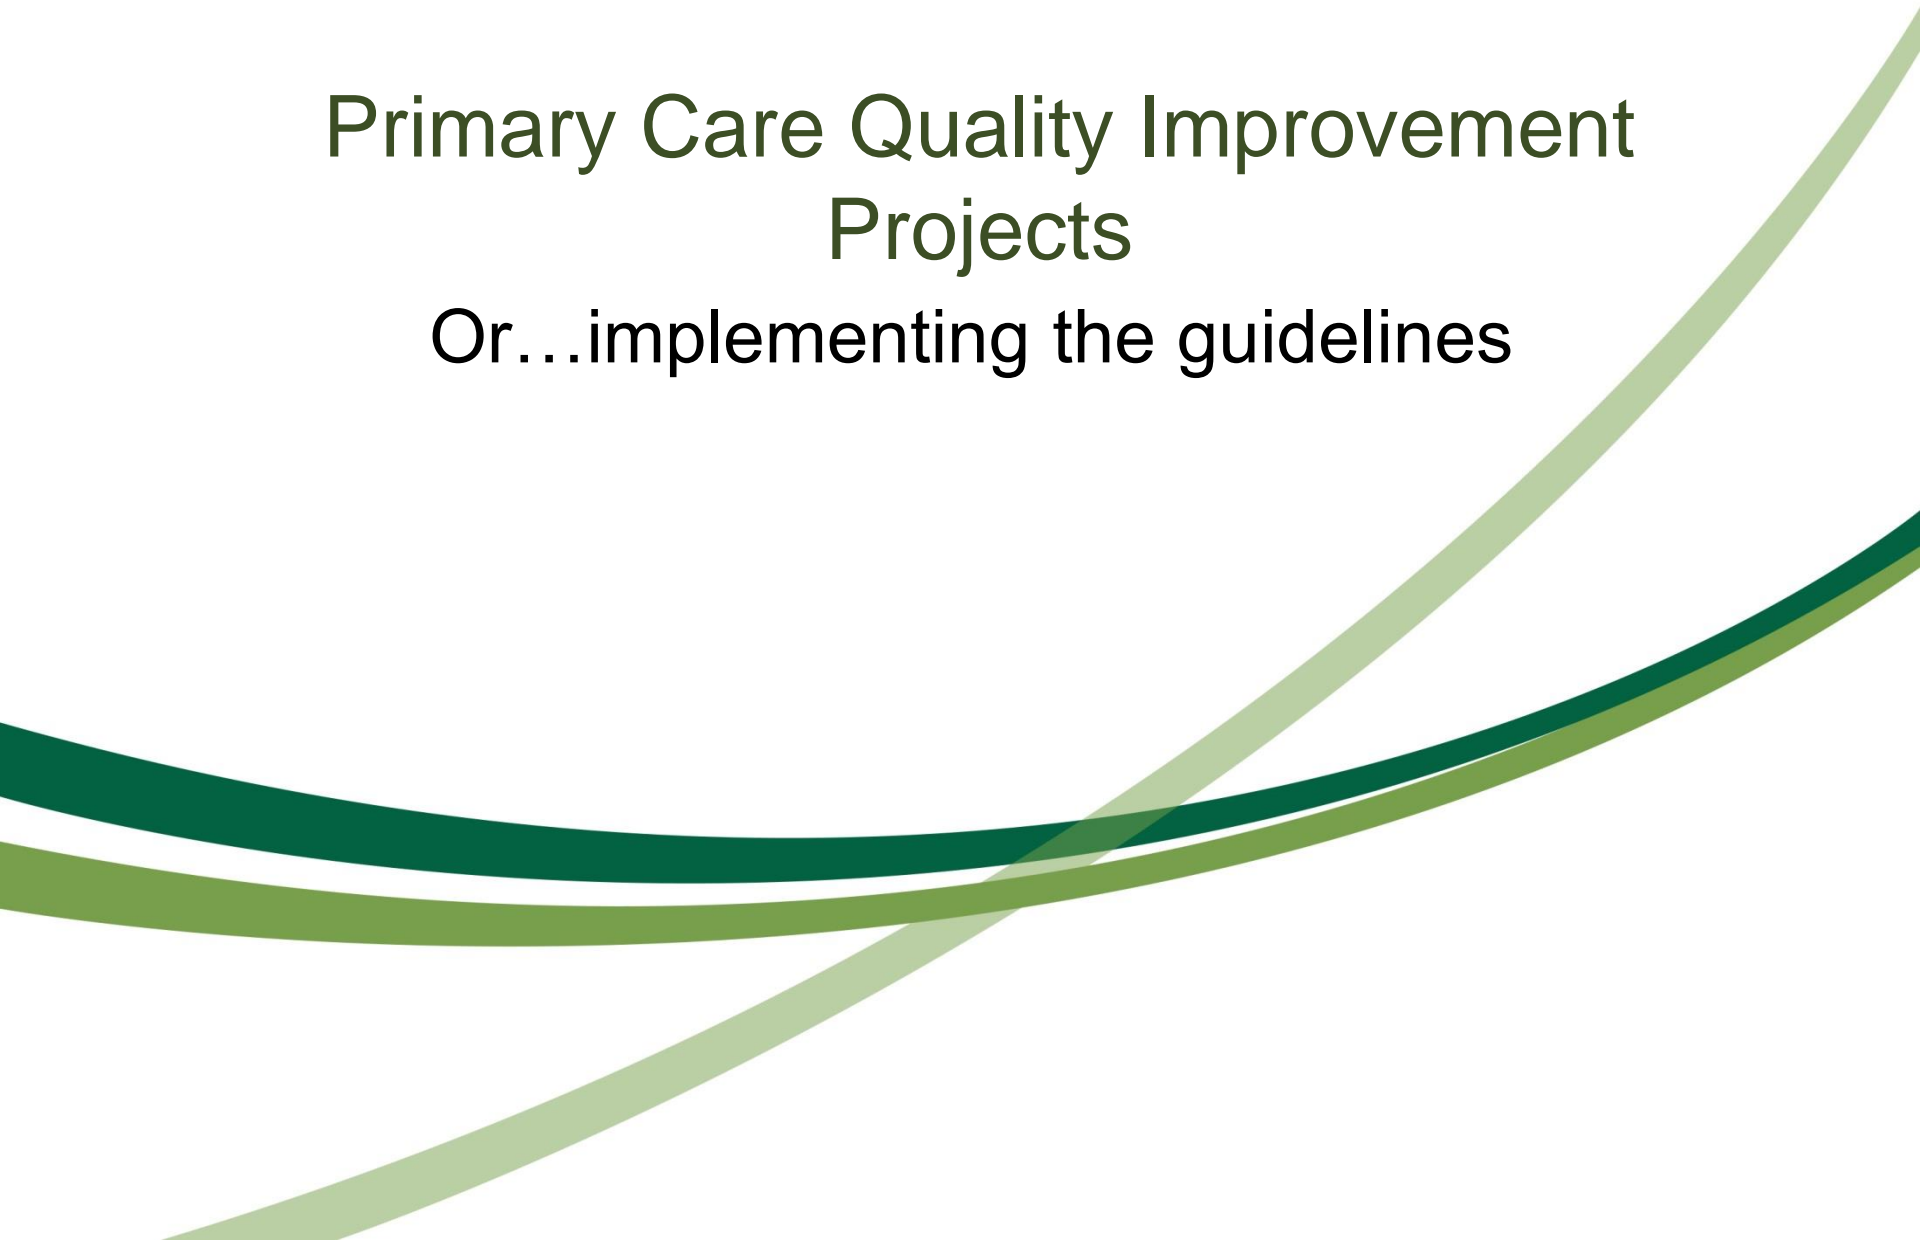 Primary Care Quality Improvement
Projects
Or…implementing the guidelines